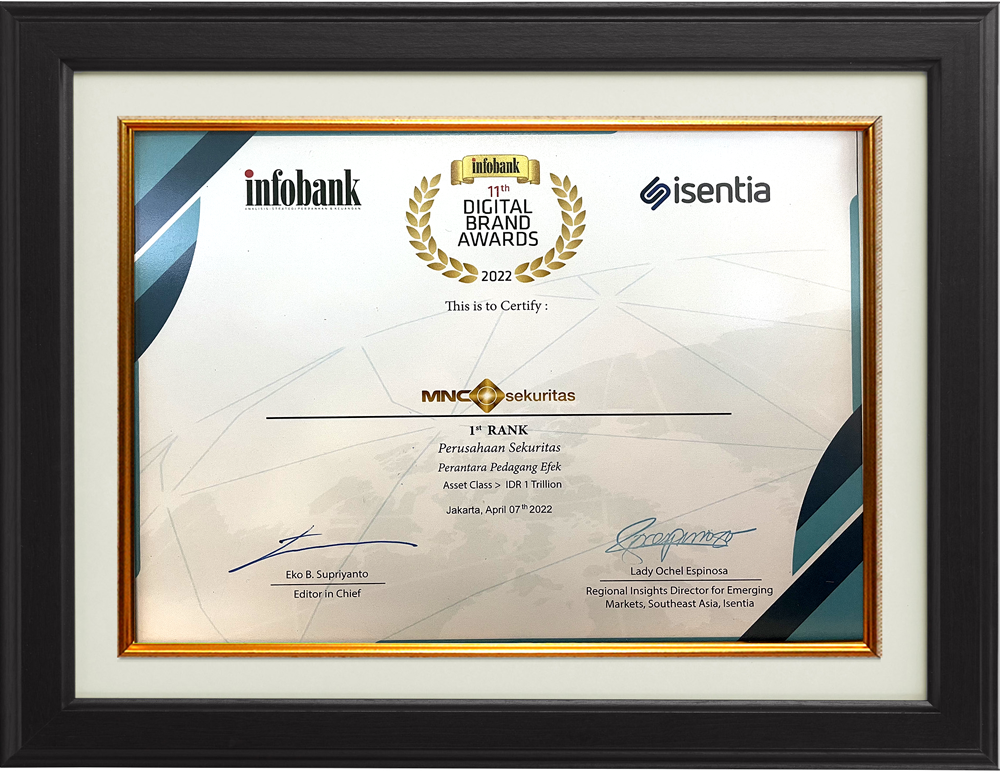 infobank
ANALISIS STRATEGI PERBANKAN & KEUANGAN
infobank
11th
DIGITAL
BRAND
AWARDS
2022
isentia
This is to Certify :
MNC sekuritas
1st RANK
Perusahaan Sekuritas
Perantara Pedagang Efek
Asset Class > IDR 1 Trillion
Jakarta, April 07th 2022
Eko B. Supriyanto
Editor in Chief
Lady Ochel Espinosa
Regional Insights Director for Emerging
Markets, Southeast Asia, Isentia